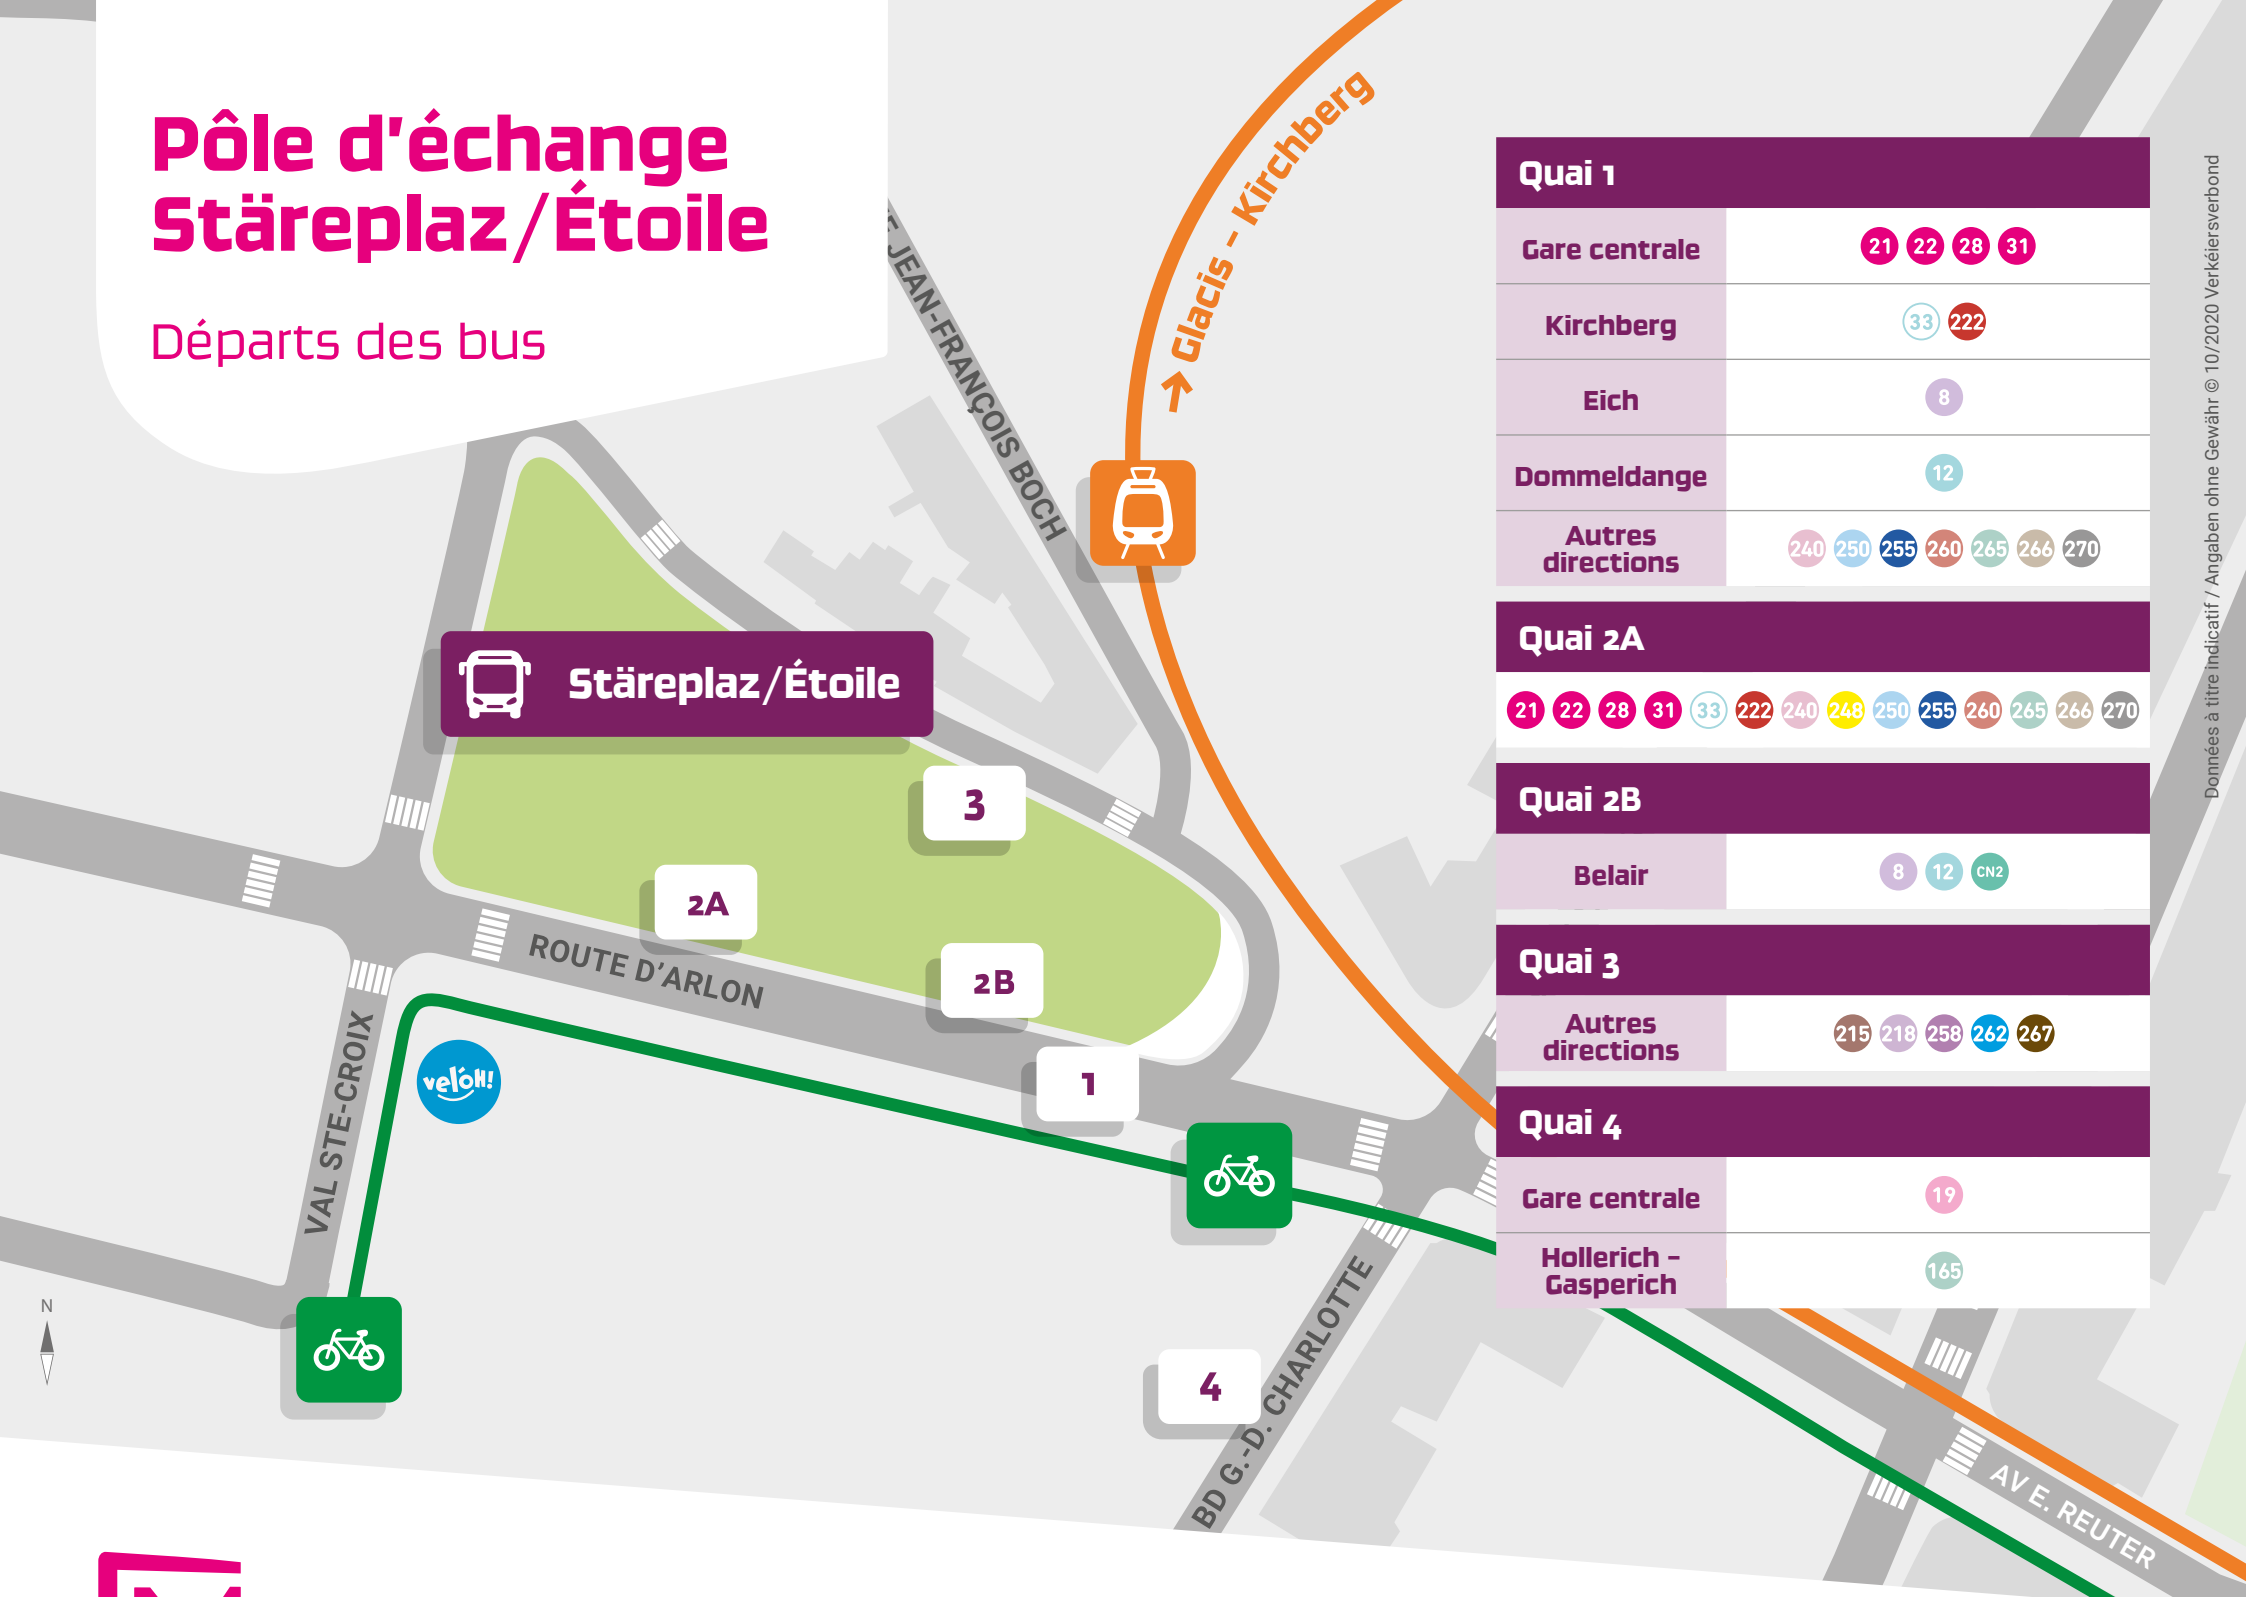 Pôle d'échange
Stäreplaz/Étoile
Départs des bus
JEAN-FRANÇOIS BOCH
Glacis - Kirchberg
Stäreplaz/Étoile
3
2A
2B
1
4
ROUTE D'ARLON
VAL STE-CROIX
vel'oH!
BD G.-D. CHARLOTTE
AV E. REUTER
N
Quai 1
Gare centrale 21 22 28 31
Kirchberg 33 222
Eich 8
Dommeldange 12
Autres
directions 240 250 255 260 265 266 270
Quai 2A
21 22 28 31 33 222 240 248 250 255 260 265 266 270
Quai 2B
Belair 8 12 CN2
Quai 3
Autres
directions 215 218 258 262 267
Quai 4
Gare centrale 19
Hollerich -
Gasperich 165
Données à titre indicatif / Angaben ohne Gewähr © 10/2020 Verkéiersverbond